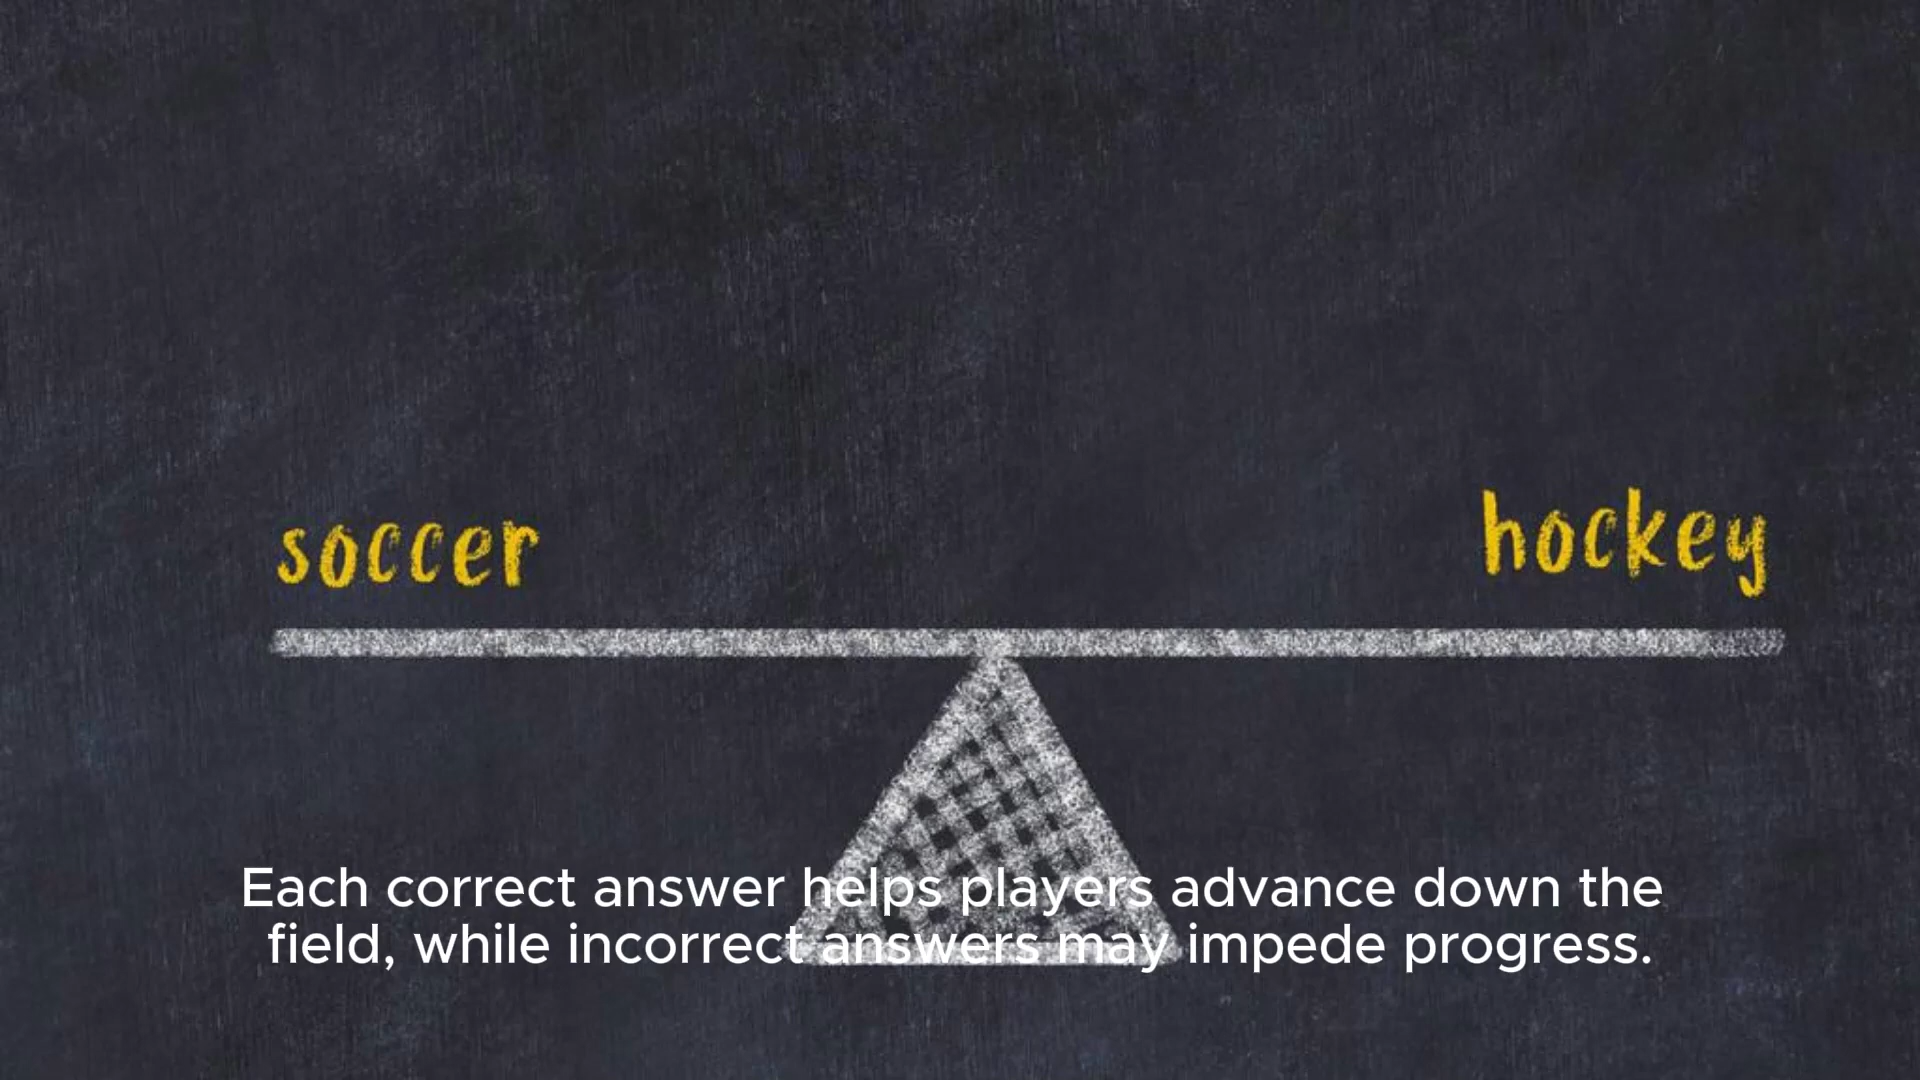 soccer
hockey
Each correct answer helps players advance down the
field, while incorrect answers may impede progress.